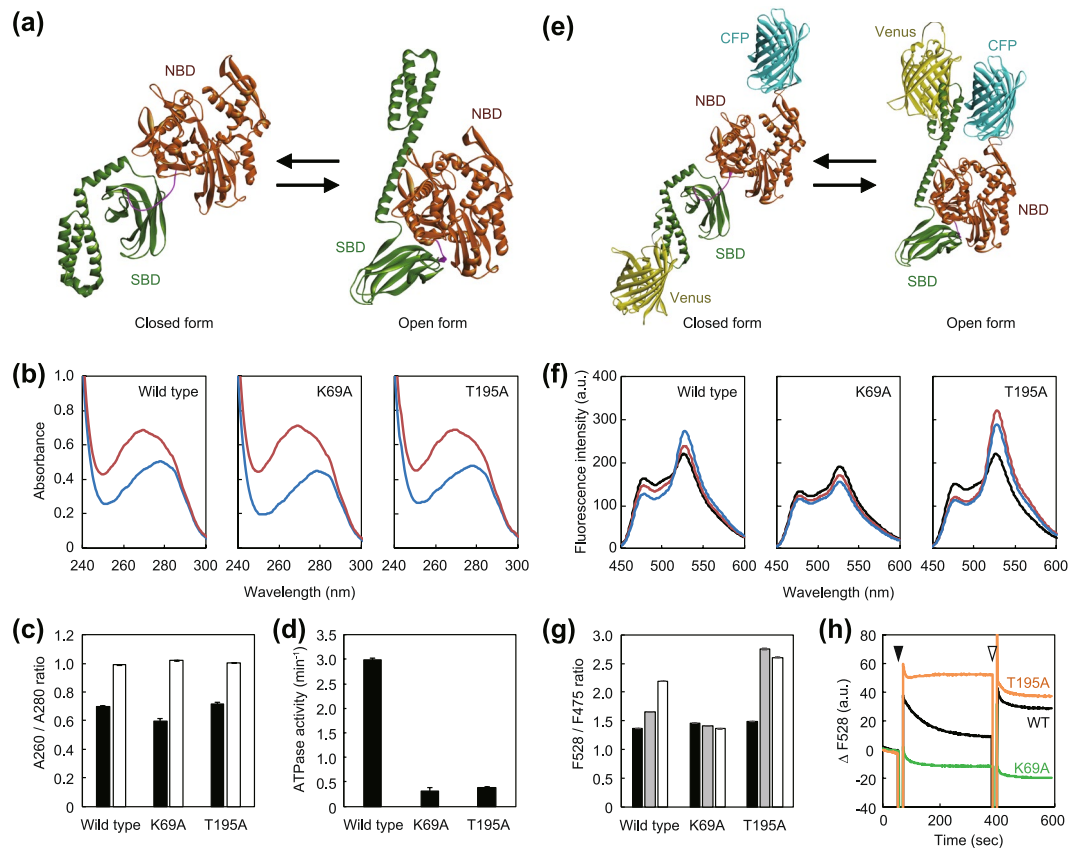 (a)
NBD
SBD
SBD
Closed form
Open form
(e)
CFP
NBD
SBD
Venus
Closed form
Venus
CFP
NBD
SBD
Open form
(b)
Absorbance
1.0
0.8
0.6
0.4
0.2
0
Wild type
K69A
T195A
240 260 280 300
240 260 280 300
240 260 280 300
Wavelength (nm)
(f)
Fluorescence intensity (a.u.)
400
300
200
100
0
Wild type
K69A
T195A
450 500 550 600
450 500 550 600
450 500 550 600
Wavelength (nm)
(c)
A260 / A280 ratio
1.2
1.0
0.8
0.6
0.4
0.2
0
Wild type K69A T195A
(d)
ATPase activity (min⁻¹)
3.5
3.0
2.5
2.0
1.5
1.0
0.5
0
Wild type K69A T195A
(g)
F528 / F475 ratio
3.0
2.5
2.0
1.5
1.0
0.5
0
Wild type K69A T195A
(h)
Δ F528 (a.u.)
80
60
40
20
0
-20
-40
T195A
WT
K69A
0 200 400 600
Time (sec)